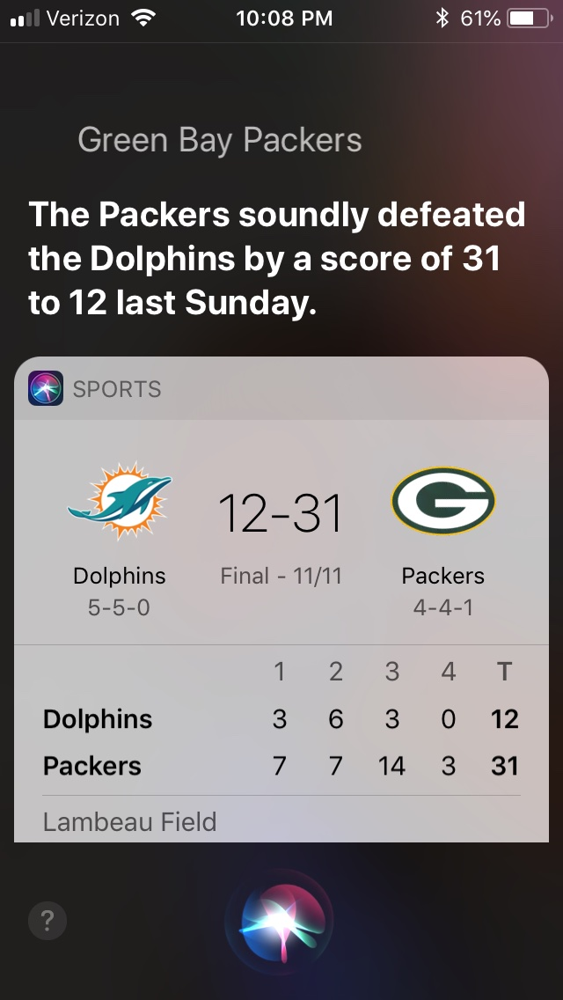 Verizon 10:08 PM 61%
Green Bay Packers
The Packers soundly defeated
the Dolphins by a score of 31
to 12 last Sunday.
SPORTS
12-31
G
Dolphins Final - 11/11 Packers
5-5-0 4-4-1
1 2 3 4 T
Dolphins 3 6 3 0 12
Packers 7 7 14 3 31
Lambeau Field
?